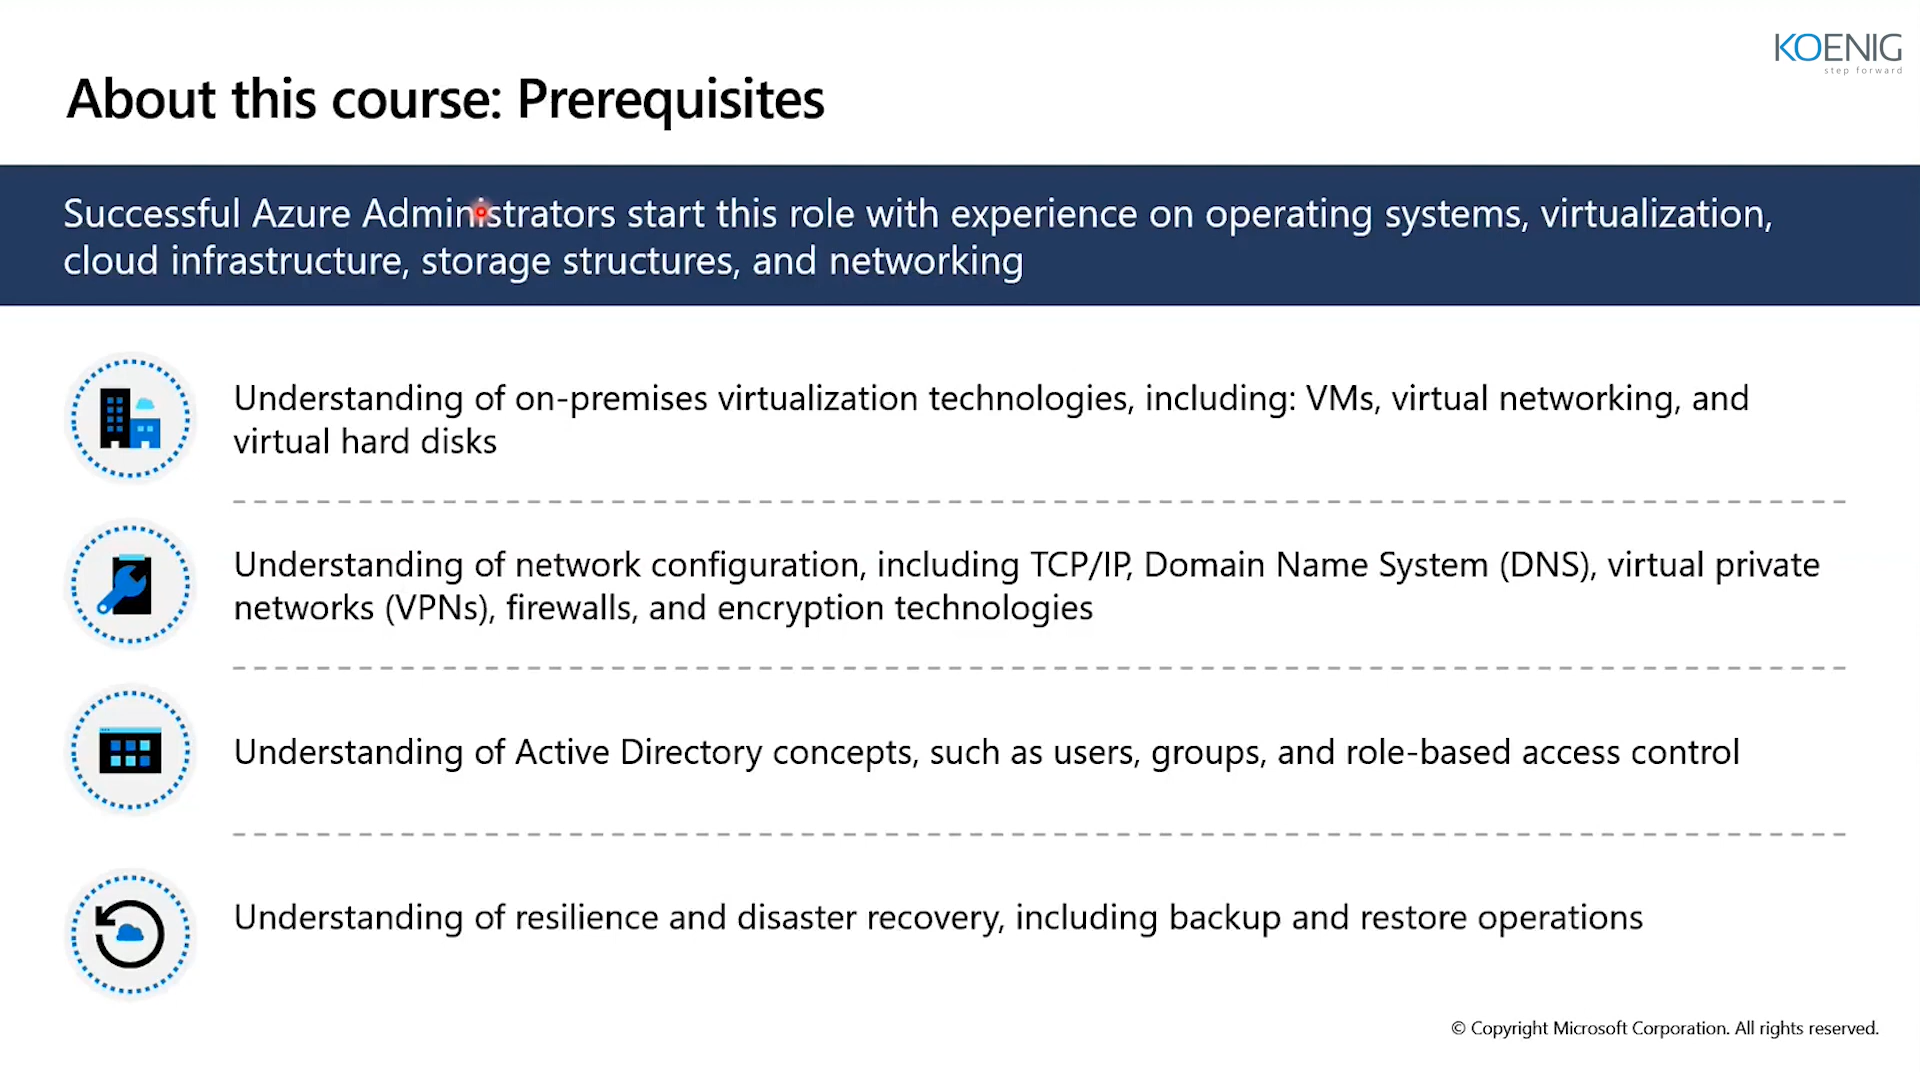 KOENIG
step forward
About this course: Prerequisites
Successful Azure Administrators start this role with experience on operating systems, virtualization,
cloud infrastructure, storage structures, and networking
Understanding of on-premises virtualization technologies, including: VMs, virtual networking, and
virtual hard disks
Understanding of network configuration, including TCP/IP, Domain Name System (DNS), virtual private
networks (VPNs), firewalls, and encryption technologies
Understanding of Active Directory concepts, such as users, groups, and role-based access control
Understanding of resilience and disaster recovery, including backup and restore operations
© Copyright Microsoft Corporation. All rights reserved.